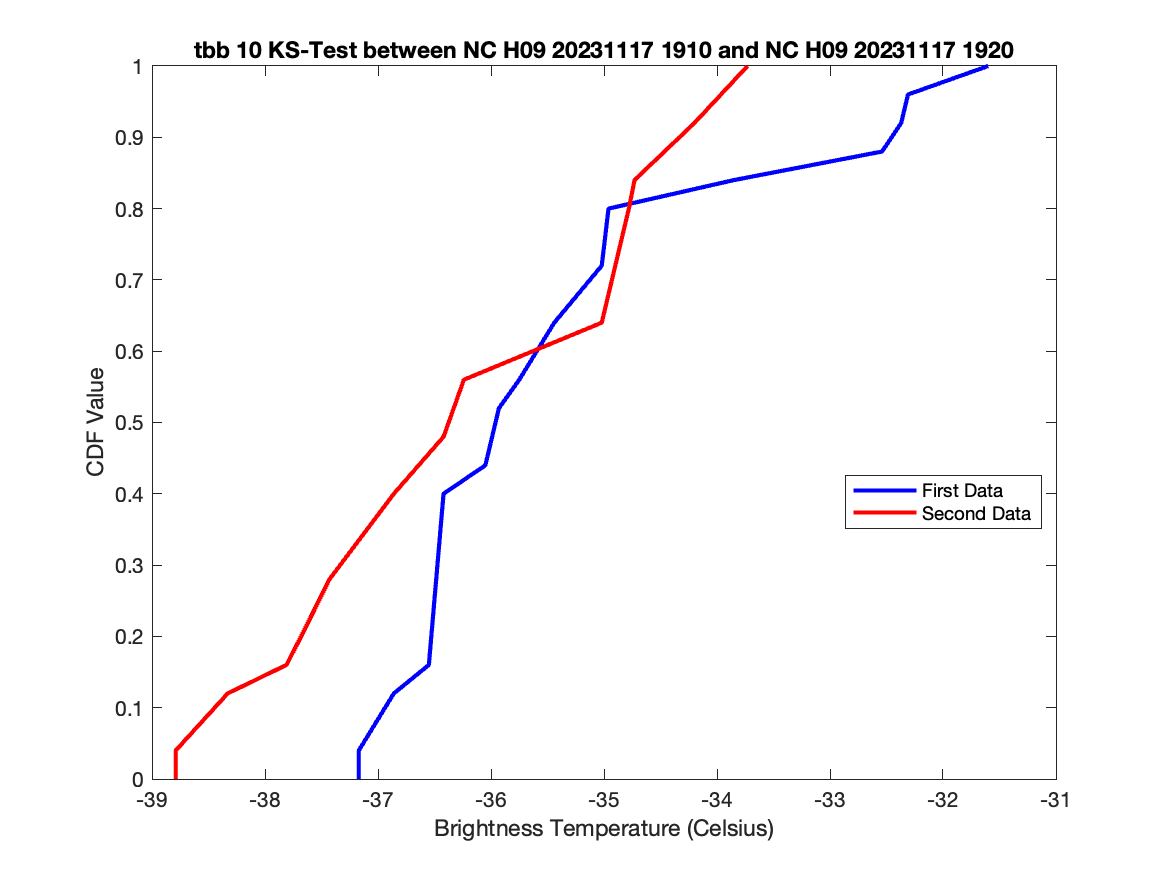 tbb 10 KS-Test between NC H09 20231117 1910 and NC H09 20231117 1920
1
0.9
0.8
0.7
0.6
0.5
0.4
0.3
0.2
0.1
0
CDF Value
First Data
Second Data
-39 -38 -37 -36 -35 -34 -33 -32 -31
Brightness Temperature (Celsius)